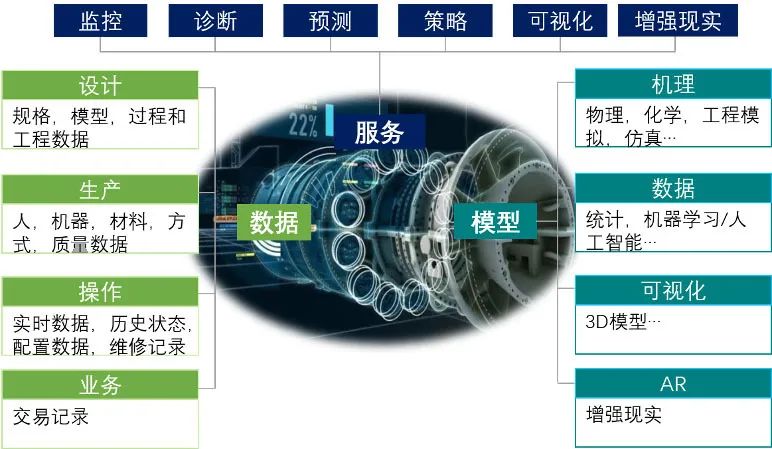 监控 诊断 预测 策略 可视化 增强现实
设计
规格，模型，过程和
工程数据
生产
人，机器，材料，方
式，质量数据
操作
实时数据，历史状态，
配置数据，维修记录
业务
交易记录
22%
服务
数据
模型
机理
物理，化学，工程模
拟，仿真…
数据
统计，机器学习/人
工智能…
可视化
3D模型…
AR
增强现实